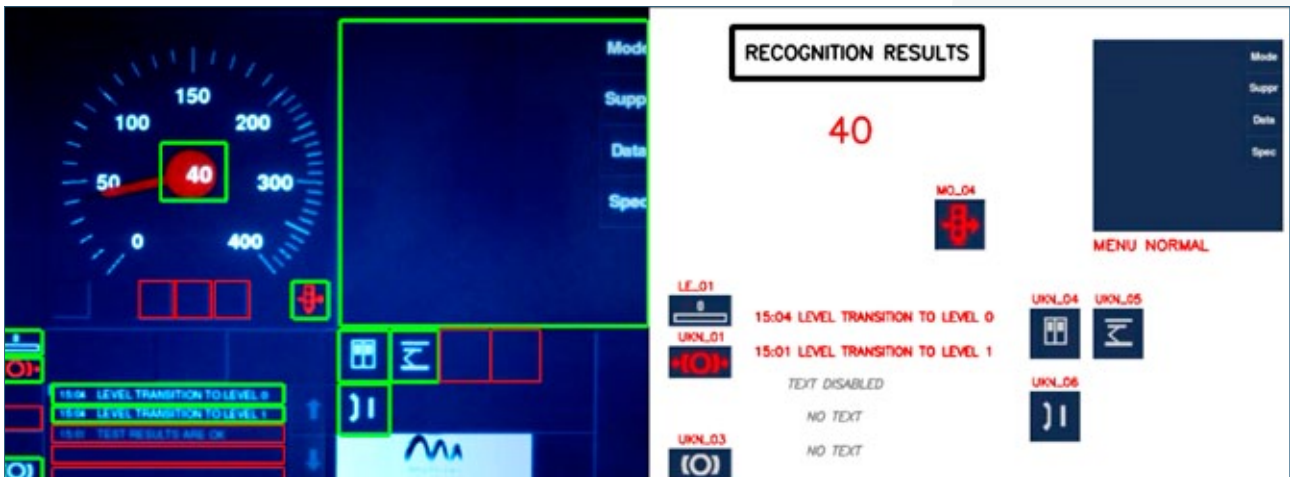 150
100
200
50
40
300
0
400
Mode
Supp
Data
Spec
0
15:04 LEVEL TRANSITION TO LEVEL 0
15:04 LEVEL TRANSITION TO LEVEL 1
15:01 TEST RESULTS ARE OK
RECOGNITION RESULTS
40
MO_04
Mode
Suppr
Data
Spec
MENU NORMAL
LE_01
0
15:04 LEVEL TRANSITION TO LEVEL 0
UKN_01
15:01 LEVEL TRANSITION TO LEVEL 1
TEXT DISABLED
NO TEXT
NO TEXT
UKN_03
UKN_04
UKN_05
UKN_06